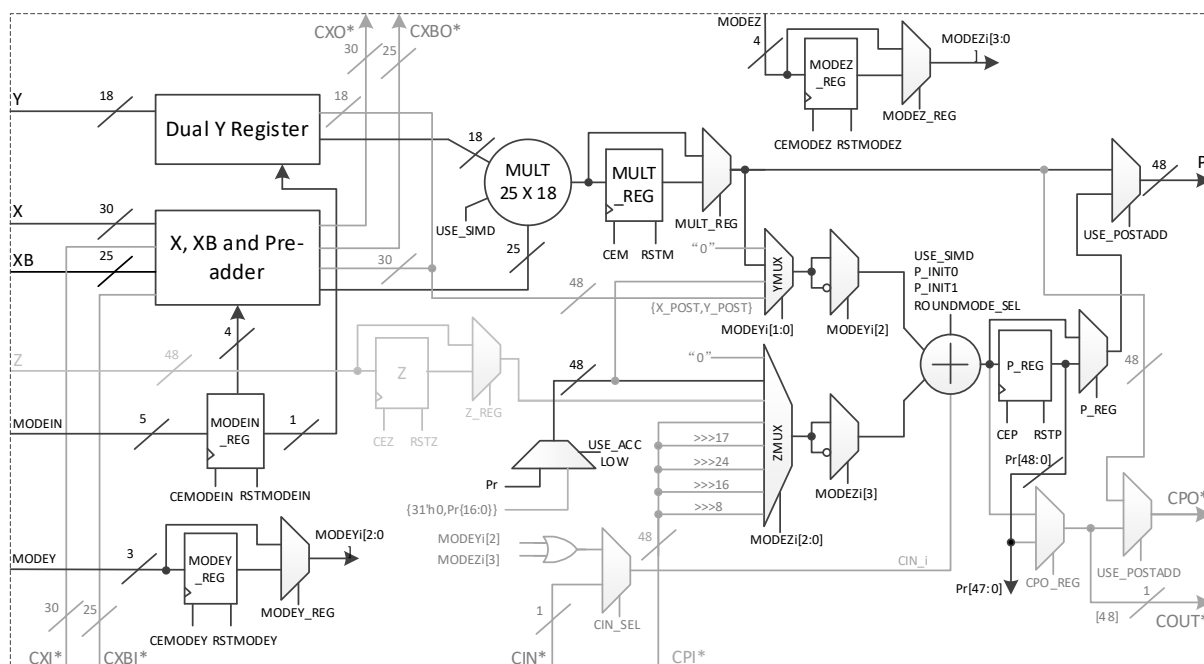 CXO*
CXBO*
30
25
MODEZ
4
MODEZ
_REG
MODEZi[3:0
]
MODEZ_REG
CEMODEZ RSTMODEZ
Y
18
Dual Y Register
18
18
MULT
25 X 18
USE_SIMD
25
MULT
_REG
CEM
RSTM
MULT_REG
48
P
USE_POSTADD
X
30
XB
25
X, XB and Pre-
adder
30
4
48
"0"
{X_POST,Y_POST}
YMUX
MODEYi[1:0]
MODEYi[2]
USE_SIMD
P_INIT0
P_INIT1
ROUNDMODE_SEL
Z
48
Z
CEZ
RSTZ
Z_REG
48
"0"
>>>17
>>>24
>>>16
>>>8
ZMUX
MODEZi[2:0]
MODEZi[3]
P_REG
CEP
RSTP
P_REG
48
MODEIN
5
MODEIN
_REG
1
CEMODEIN RSTMODEIN
USE_ACC
LOW
Pr
{31'h0,Pr{16:0}}
Pr[48:0]
Pr[47:0]
CPO_REG
USE_POSTADD
CPO*
1
[48]
COUT*
MODEY
3
MODEY
_REG
MODEYi[2:0
]
MODEY_REG
CEMODEY RSTMODEY
MODEYi[2]
MODEZi[3]
48
CIN_i
1
CIN_SEL
30
25
CXI*
CXBI*
CIN*
CPI*